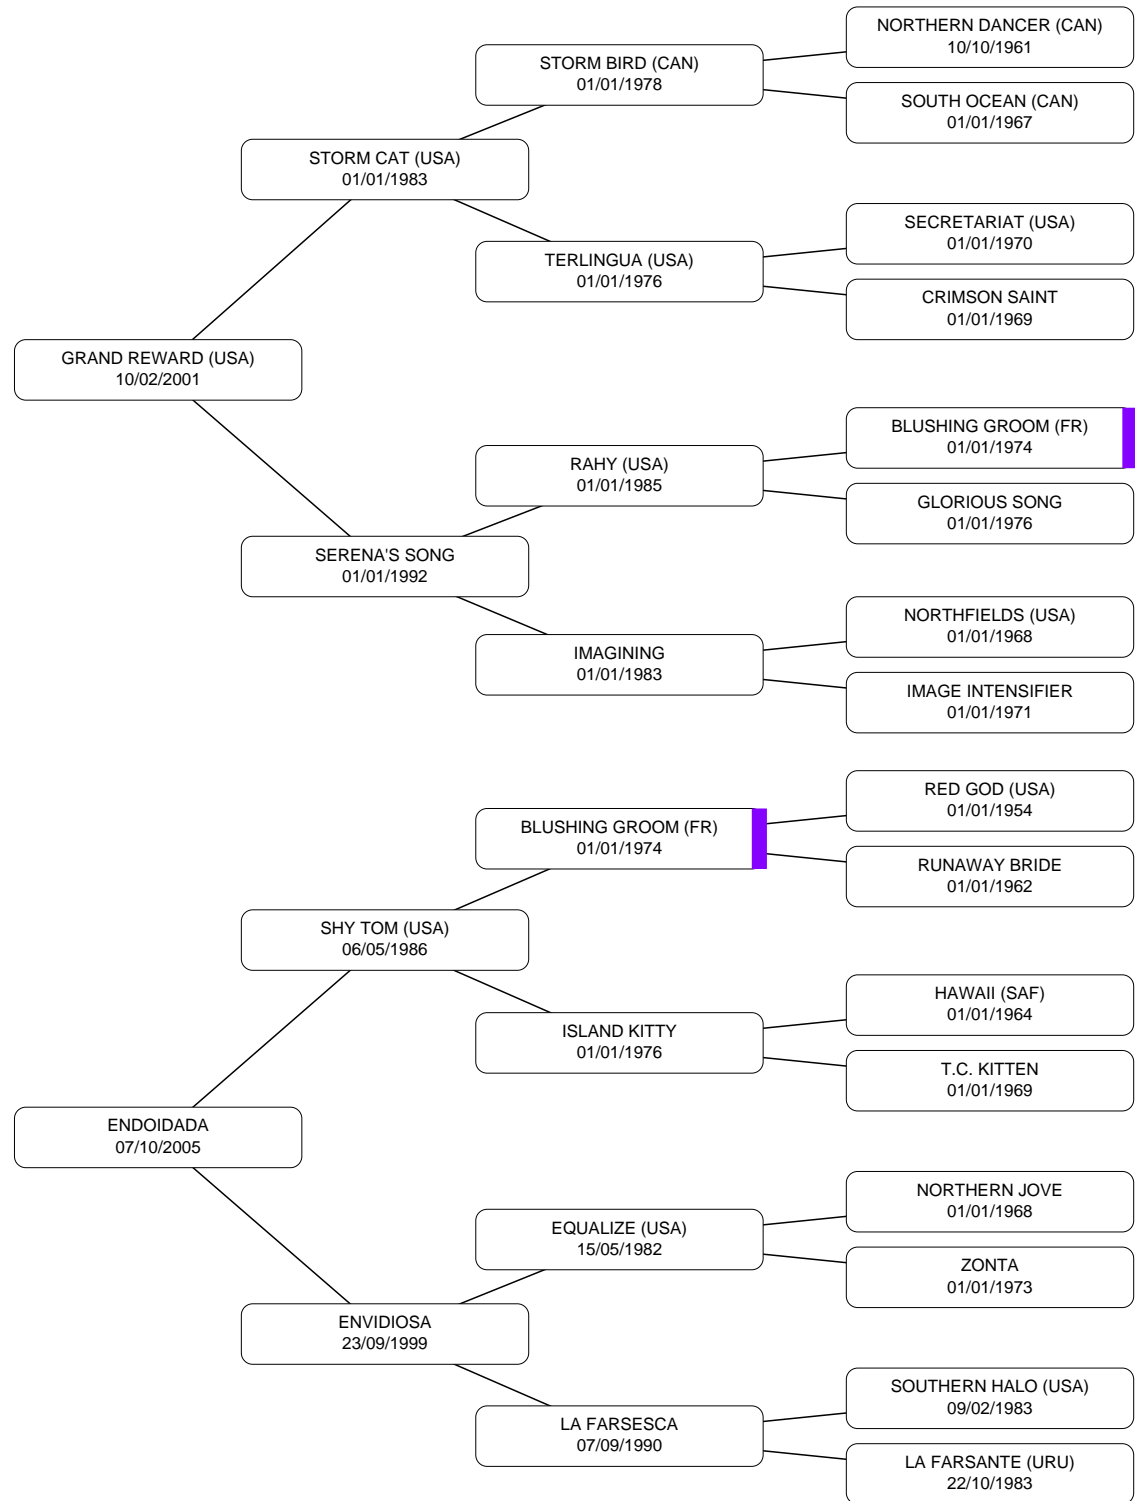 NORTHERN DANCER (CAN)
10/10/1961
STORM BIRD (CAN)
01/01/1978
SOUTH OCEAN (CAN)
01/01/1967
STORM CAT (USA)
01/01/1983
SECRETARIAT (USA)
01/01/1970
TERLINGUA (USA)
01/01/1976
CRIMSON SAINT
01/01/1969
GRAND REWARD (USA)
10/02/2001
BLUSHING GROOM (FR)
01/01/1974
RAHY (USA)
01/01/1985
GLORIOUS SONG
01/01/1976
SERENA'S SONG
01/01/1992
NORTHFIELDS (USA)
01/01/1968
IMAGINING
01/01/1983
IMAGE INTENSIFIER
01/01/1971
RED GOD (USA)
01/01/1954
BLUSHING GROOM (FR)
01/01/1974
RUNAWAY BRIDE
01/01/1962
SHY TOM (USA)
06/05/1986
HAWAII (SAF)
01/01/1964
ISLAND KITTY
01/01/1976
T.C. KITTEN
01/01/1969
ENDOIDADA
07/10/2005
NORTHERN JOVE
01/01/1968
EQUALIZE (USA)
15/05/1982
ZONTA
01/01/1973
ENVIDIOSA
23/09/1999
SOUTHERN HALO (USA)
09/02/1983
LA FARSESCA
07/09/1990
LA FARSANTE (URU)
22/10/1983